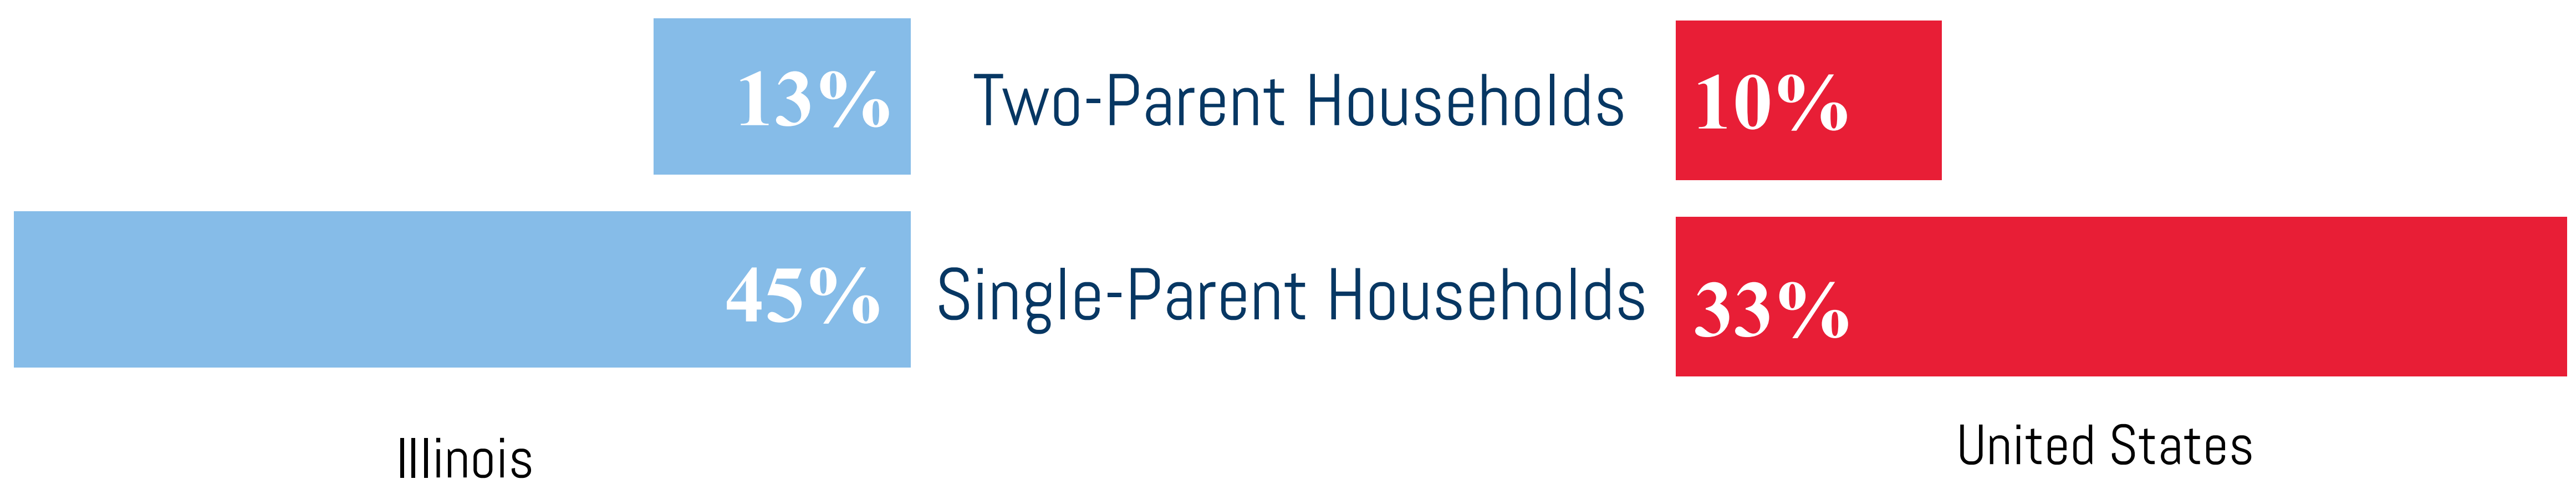 13% Two-Parent Households 10%
45% Single-Parent Households 33%
Illinois United States